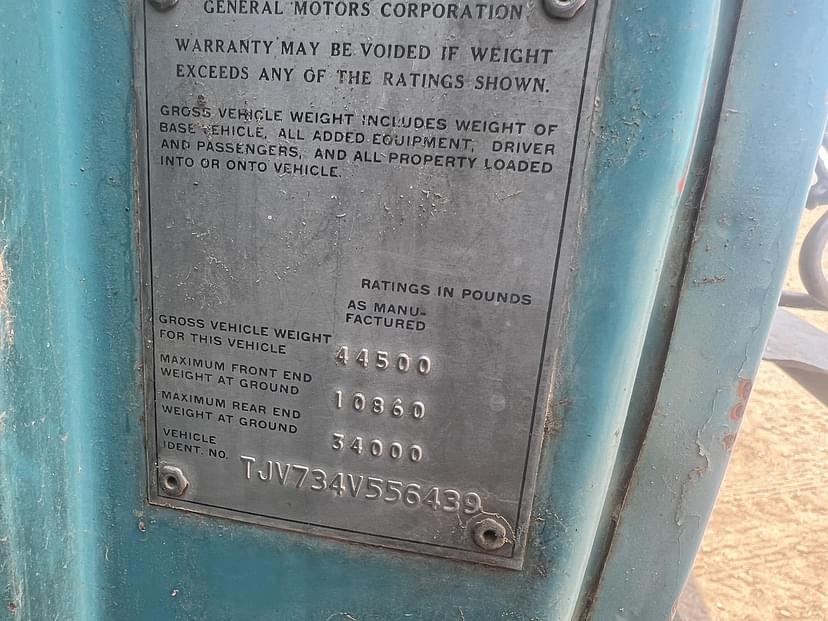 GENERAL MOTORS CORPORATION
WARRANTY MAY BE VOIDED IF WEIGHT
EXCEEDS ANY OF THE RATINGS SHOWN.
GROSS VEHICLE WEIGHT INCLUDES WEIGHT OF
BASE VEHICLE, ALL ADDED EQUIPMENT, DRIVER
AND PASSENGERS, AND ALL PROPERTY LOADED
INTO OR ONTO VEHICLE.
RATINGS IN POUNDS
AS MANU-
FACTURED
GROSS VEHICLE WEIGHT
FOR THIS VEHICLE 44500
MAXIMUM FRONT END
WEIGHT AT GROUND 10860
MAXIMUM REAR END
WEIGHT AT GROUND 34000
VEHICLE
IDENT. NO. TJV734V556439